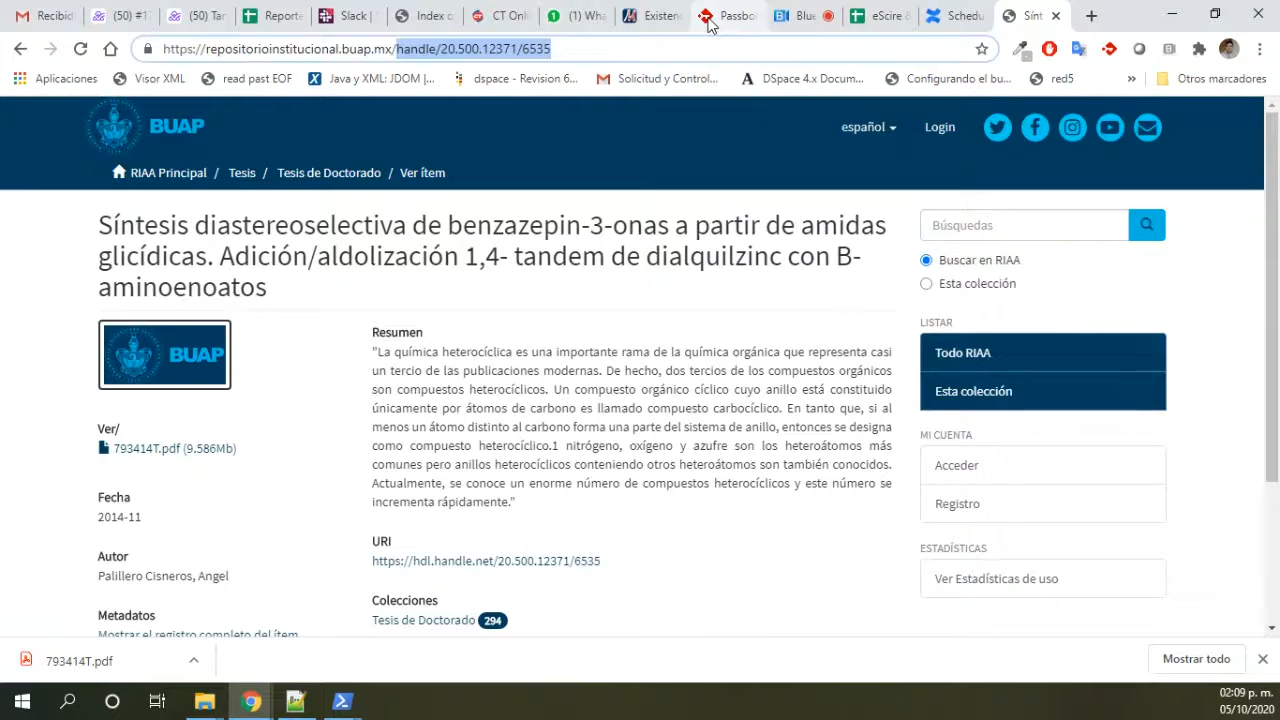 Recibid
(50) #1
(50) Tar
Reporte
Slack |
Index o
CT Onli
(1) Wha
Existen
Passbo
Blue
eScire &
Schedu
Sínt
https://repositorioinstitucional.buap.mx/handle/20.500.12371/6535
Aplicaciones
Visor XML
read past EOF
Java y XML: JDOM |...
dspace - Revision 6...
Solicitud y Control...
DSpace 4.x Docum...
Configurando el bu...
red5
»
Otros marcadores
BUAP
español
Login
RIAA Principal / Tesis / Tesis de Doctorado / Ver ítem
Síntesis diastereoselectiva de benzazepin-3-onas a partir de amidas
glicídicas. Adición/aldolización 1,4- tandem de dialquilzinc con B-
aminoenoatos
BUAP
Ver/
793414T.pdf (9.586Mb)
Fecha
2014-11
Autor
Palillero Cisneros, Angel
Metadatos
Mostrar el registro completo del ítem
Resumen
"La química heterocíclica es una importante rama de la química orgánica que representa casi
un tercio de las publicaciones modernas. De hecho, dos tercios de los compuestos orgánicos
son compuestos heterocíclicos. Un compuesto orgánico cíclico cuyo anillo está constituido
únicamente por átomos de carbono es llamado compuesto carbocíclico. En tanto que, si al
menos un átomo distinto al carbono forma una parte del sistema de anillo, entonces se designa
como compuesto heterocíclico.1 nitrógeno, oxígeno y azufre son los heteroátomos más
comunes pero anillos heterocíclicos conteniendo otros heteroátomos son también conocidos.
Actualmente, se conoce un enorme número de compuestos heterocíclicos y este número se
incrementa rápidamente."
URI
https://hdl.handle.net/20.500.12371/6535
Colecciones
Tesis de Doctorado 294
Búsquedas
Buscar en RIAA
Esta colección
LISTAR
Todo RIAA
Esta colección
MI CUENTA
Acceder
Registro
ESTADÍSTICAS
Ver Estadísticas de uso
793414T.pdf
Mostrar todo
02:09 p. m.
05/10/2020